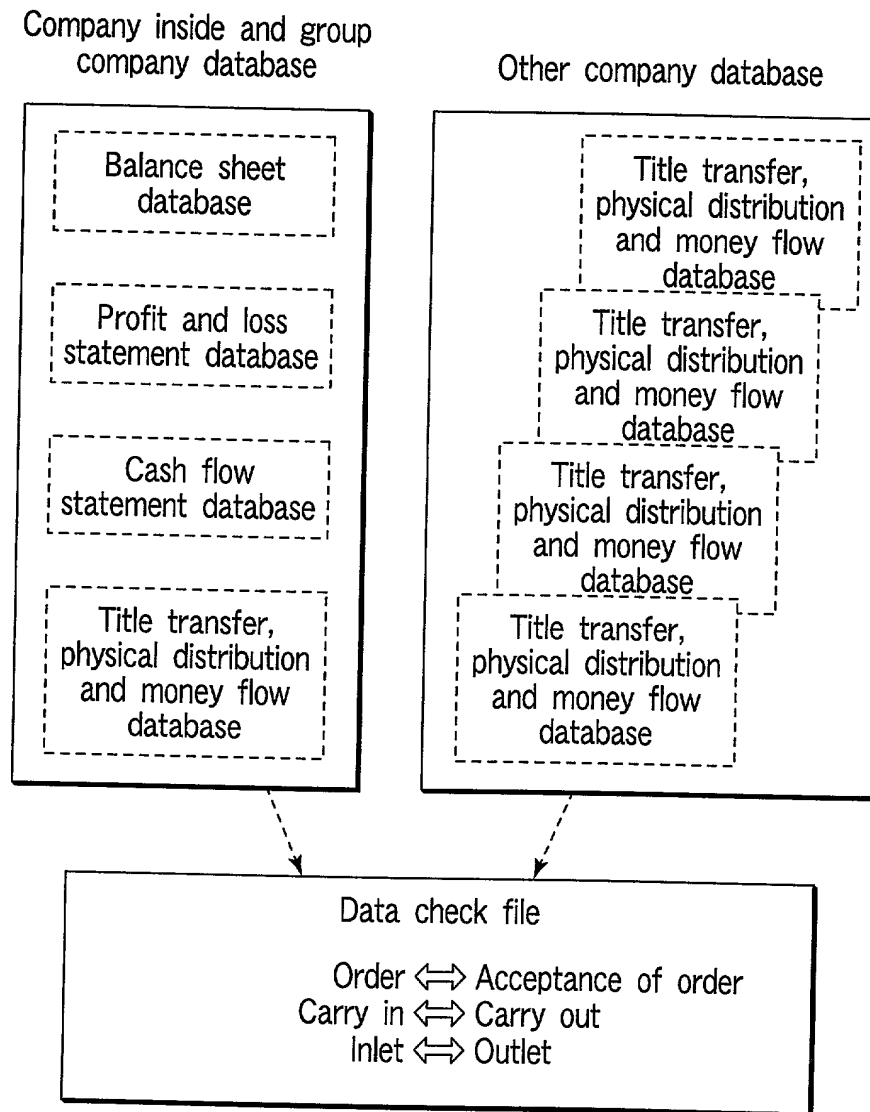 Company inside and group
company database
Balance sheet
database
Profit and loss
statement database
Cash flow
statement database
Title transfer,
physical distribution
and money flow
database
Other company database
Title transfer,
physical distribution
and money flow
database
Title transfer,
physical distribution
and money flow
database
Title transfer,
physical distribution
and money flow
database
Title transfer,
physical distribution
and money flow
database
Data check file
Order ⇔ Acceptance of order
Carry in ⇔ Carry out
Inlet ⇔ Outlet